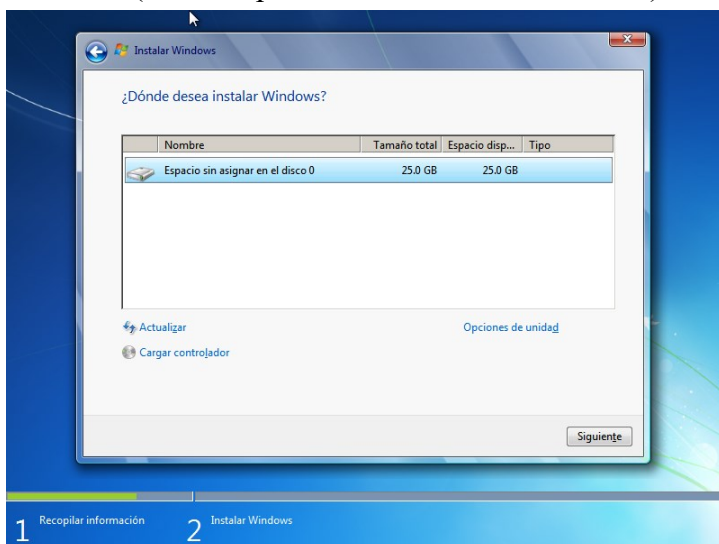 Instalar Windows
¿Dónde desea instalar Windows?
Nombre Tamaño total Espacio disp... Tipo
Espacio sin asignar en el disco 0 25.0 GB 25.0 GB
Actualizar Opciones de unidad
Cargar controlador
Siguiente
1 Recopilar información 2 Instalar Windows